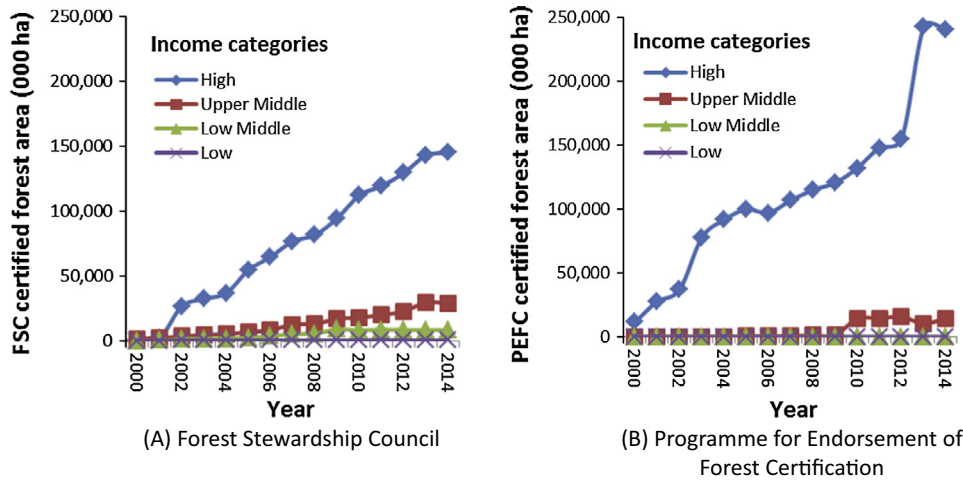 FSC certified forest area (000 ha)
250,000
200,000
150,000
100,000
50,000
0
Income categories
High
Upper Middle
Low Middle
Low
2000
2002
2004
2006
2008
2010
2012
2014
Year
(A) Forest Stewardship Council
PEFC certified forest area (000 ha)
250,000
200,000
150,000
100,000
50,000
0
Income categories
High
Upper Middle
Low Middle
Low
2000
2002
2004
2006
2008
2010
2012
2014
Year
(B) Programme for Endorsement of
Forest Certification